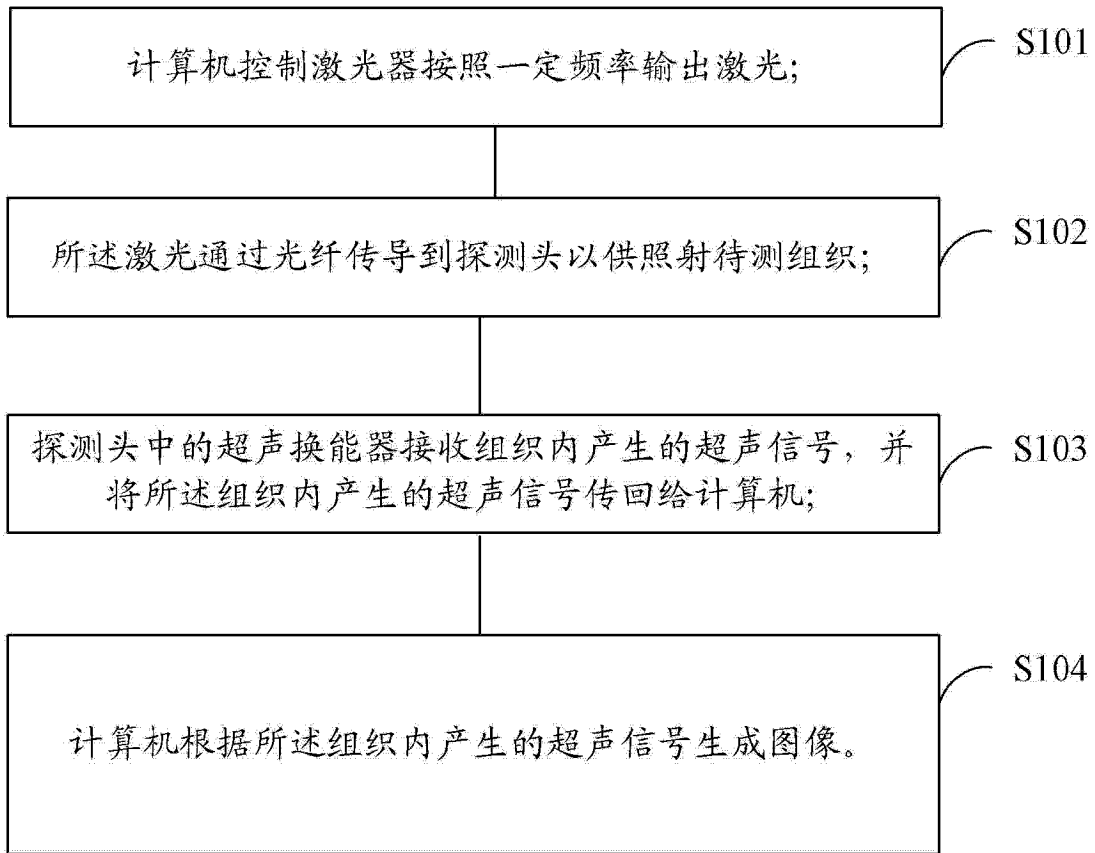 计算机控制激光器按照一定频率输出激光;
S101
所述激光通过光纤传导到探测头以供照射待测组织;
S102
探测头中的超声换能器接收组织内产生的超声信号，并
将所述组织内产生的超声信号传回给计算机;
S103
计算机根据所述组织内产生的超声信号生成图像。
S104